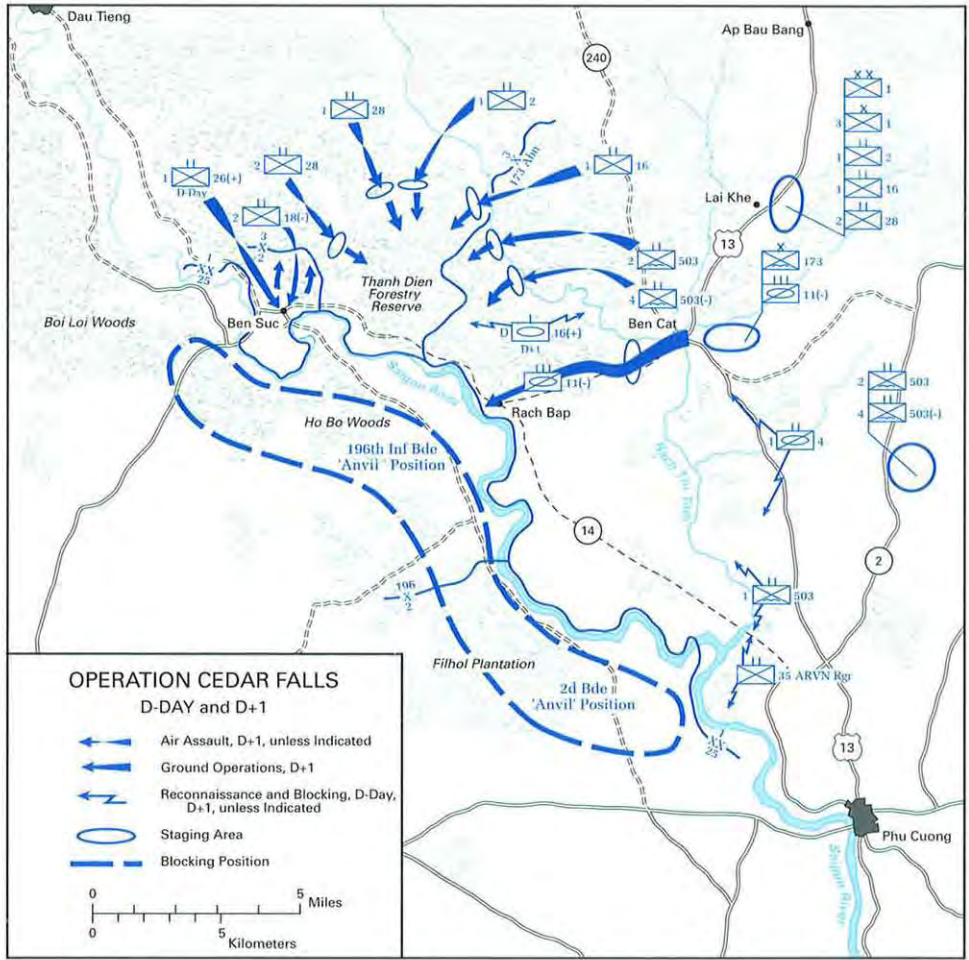 Dau Tieng
Ap Bau Bang
240
X X
1
X
3 1
1 2
1 16
2 28
1 28
1 2
3
X
173 Abn
1 16
Lai Khe
13
2 28
1 26(+)
D-Day
2 18(-)
3
X
2
1
XX
25
X
173
11(-)
Thanh Dien
Forestry
Reserve
2 503
4 503(-)
Ben Cat
D 16(+)
D+1
11(-)
Boi Loi Woods
Ben Suc
Saigon River
Rach Bap
2 503
4 503(-)
Ho Bo Woods
196th Inf Bde
'Anvil' Position
1 4
14
2
196
X
2
1 503
35 ARVN Rgr
Filhol Plantation
2d Bde
'Anvil' Position
XX
25
13
Phu Cuong
River
OPERATION CEDAR FALLS
D-DAY and D+1
Air Assault, D+1, unless Indicated
Ground Operations, D+1
Reconnaissance and Blocking, D-Day,
D+1, unless Indicated
Staging Area
Blocking Position
0 5
Miles
0 5
Kilometers